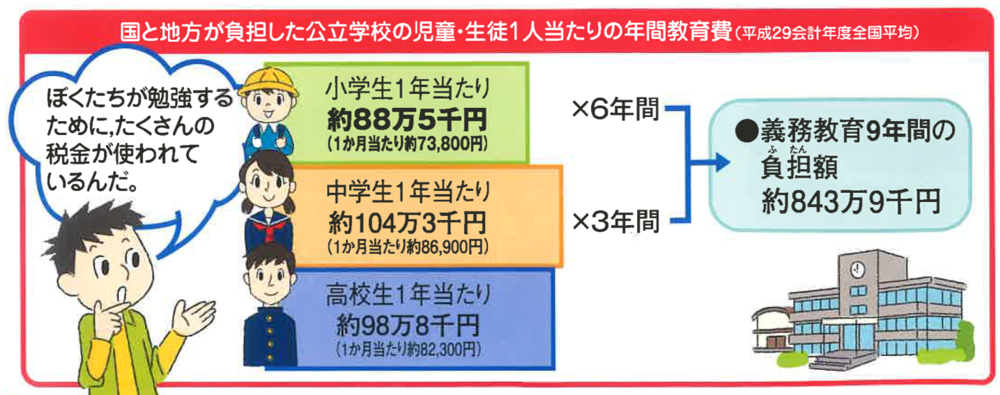 国と地方が負担した公立学校の児童・生徒1人当たりの年間教育費(平成29会計年度全国平均)
ぼくたちが勉強する
ために,たくさんの
税金が使われて
いるんだ。
小学生1年当たり
約88万5千円
(1か月当たり約73,800円)
×6年間
中学生1年当たり
約104万3千円
(1か月当たり約86,900円)
×3年間
高校生1年当たり
約98万8千円
(1か月当たり約82,300円)
●義務教育9年間の
ふ たん
負担額
約843万9千円